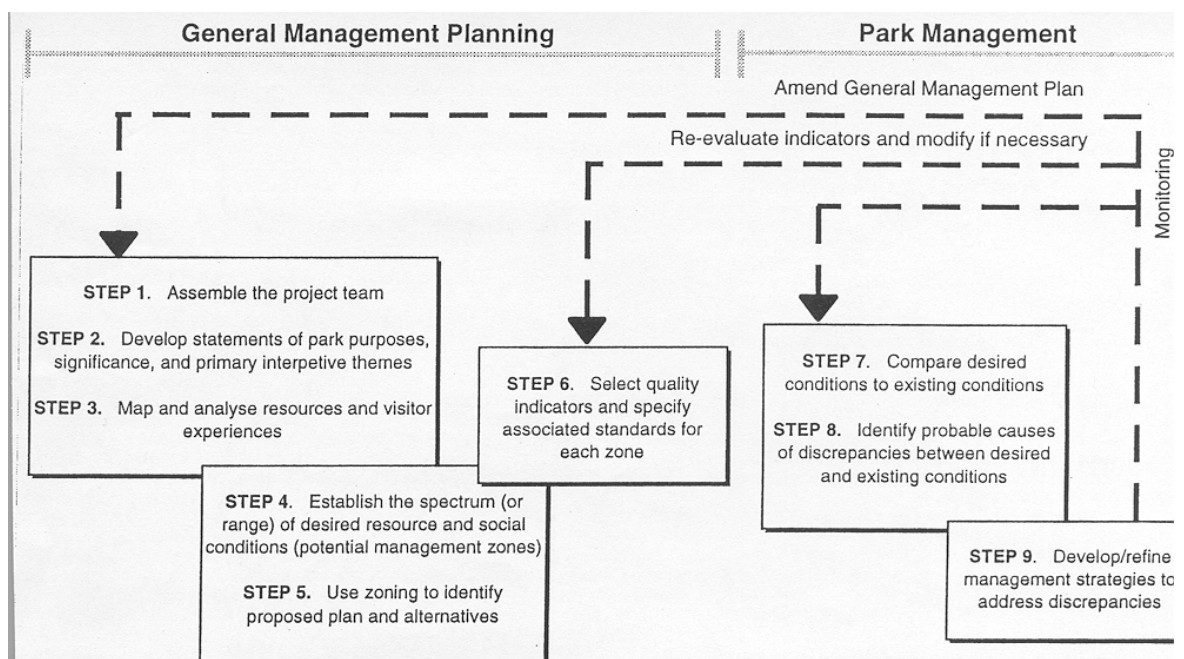 General Management Planning
Park Management
Amend General Management Plan
Re-evaluate indicators and modify if necessary
Monitoring
STEP 1. Assemble the project team
STEP 2. Develop statements of park purposes,
significance, and primary interpetive themes
STEP 3. Map and analyse resources and visitor
experiences
STEP 4. Establish the spectrum (or
range) of desired resource and social
conditions (potential management zones)
STEP 5. Use zoning to identify
proposed plan and alternatives
STEP 6. Select quality
indicators and specify
associated standards for
each zone
STEP 7. Compare desired
conditions to existing conditions
STEP 8. Identify probable causes
of discrepancies between desired
and existing conditions
STEP 9. Develop/refine
management strategies to
address discrepancies